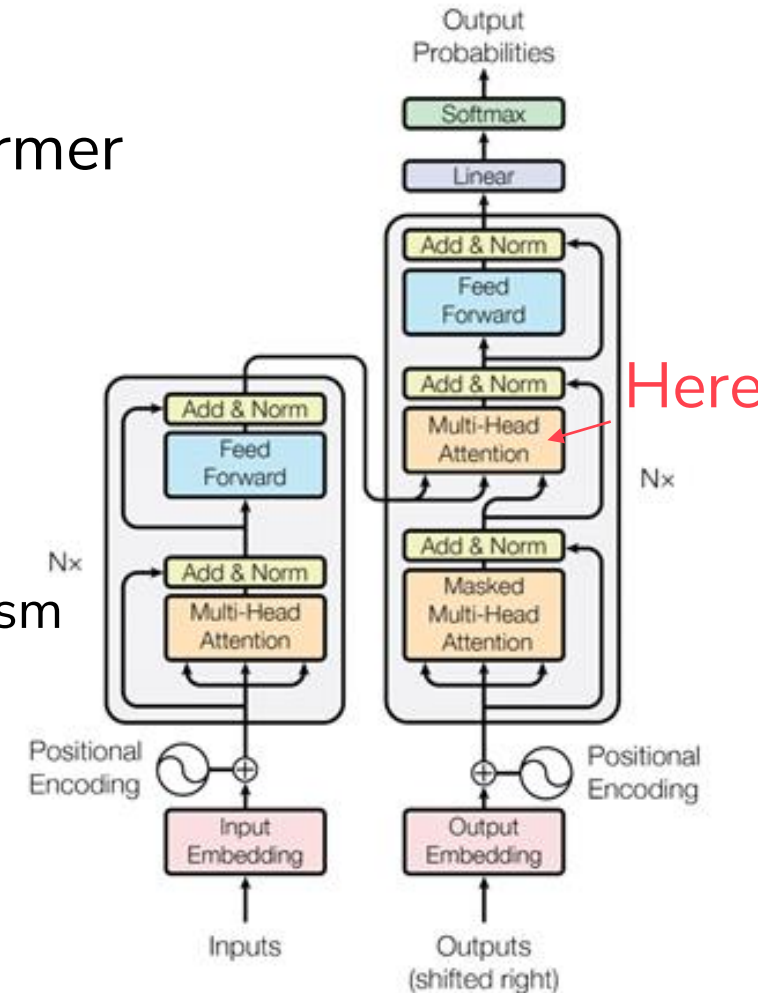 Output
Probabilities
Softmax
rmer
Linear
Add & Norm
Feed
Forward
Add & Norm
Here
Multi-Head
Attention
Nx
Add & Norm
Feed
Forward
Add & Norm
Masked
Multi-Head
Attention
Nx
Add & Norm
sm
Multi-Head
Attention
Positional
Encoding
Positional
Encoding
Input
Embedding
Output
Embedding
Inputs
Outputs
(shifted right)